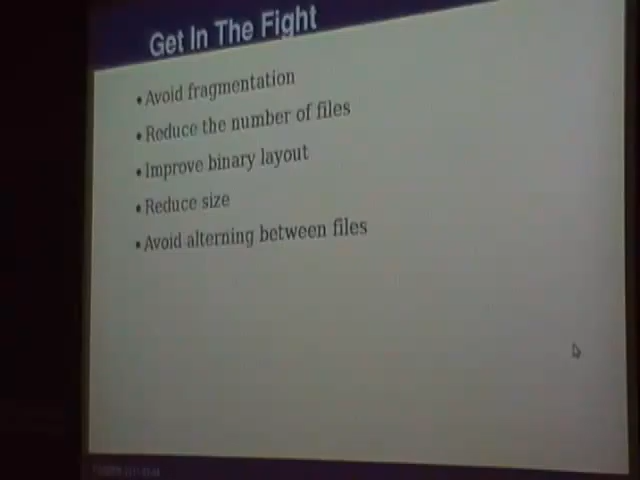 Get In The Fight
• Avoid fragmentation
• Reduce the number of files
• Improve binary layout
• Reduce size
• Avoid alterning between files